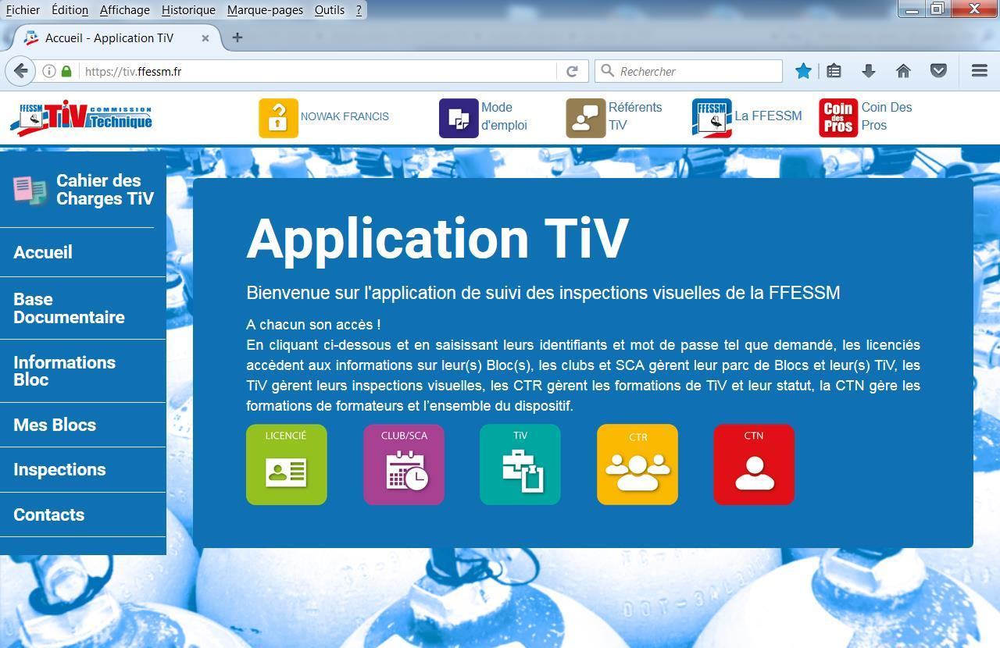 Fichier Édition Affichage Historique Marque-pages Outils ?
Accueil - Application TiV
https://tiv.ffessm.fr
Rechercher
FFESSM TiV COMMISSION Technique
NOWAK FRANCIS
Mode d'emploi
Référents TiV
FFESSM
La FFESSM
Coin des Pros
Coin Des Pros
Cahier des
Charges TiV
Accueil
Base
Documentaire
Informations
Bloc
Mes Blocs
Inspections
Contacts
Application TiV
Bienvenue sur l'application de suivi des inspections visuelles de la FFESSM
A chacun son accès !
En cliquant ci-dessous et en saisissant leurs identifiants et mot de passe tel que demandé, les licenciés
accèdent aux informations sur leur(s) Bloc(s), les clubs et SCA gèrent leur parc de Blocs et leur(s) TiV, les
TiV gèrent leurs inspections visuelles, les CTR gèrent les formations de TiV et leur statut, la CTN gère les
formations de formateurs et l’ensemble du dispositif.
LICENCIÉ CLUB/SCA TiV CTR CTN